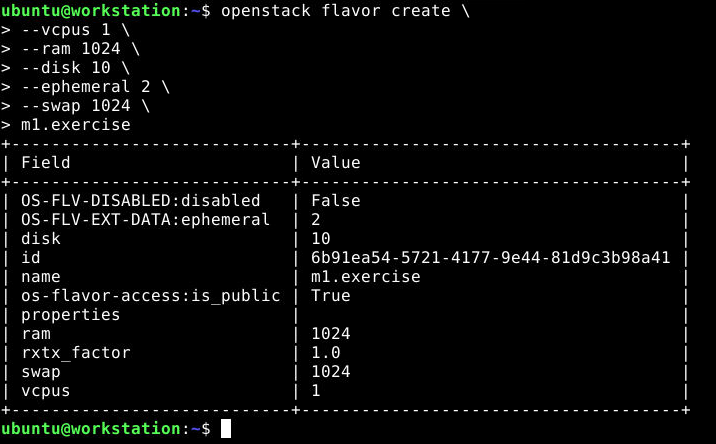 ubuntu@workstation:~$ openstack flavor create \
> --vcpus 1 \
> --ram 1024 \
> --disk 10 \
> --ephemeral 2 \
> --swap 1024 \
> m1.exercise
+----------------------------+--------------------------------------+
| Field                      | Value                                |
+----------------------------+--------------------------------------+
| OS-FLV-DISABLED:disabled   | False                                |
| OS-FLV-EXT-DATA:ephemeral  | 2                                    |
| disk                       | 10                                   |
| id                         | 6b91ea54-5721-4177-9e44-81d9c3b98a41 |
| name                       | m1.exercise                          |
| os-flavor-access:is_public | True                                 |
| properties                 |                                      |
| ram                        | 1024                                 |
| rxtx_factor                | 1.0                                  |
| swap                       | 1024                                 |
| vcpus                      | 1                                    |
+----------------------------+--------------------------------------+
ubuntu@workstation:~$